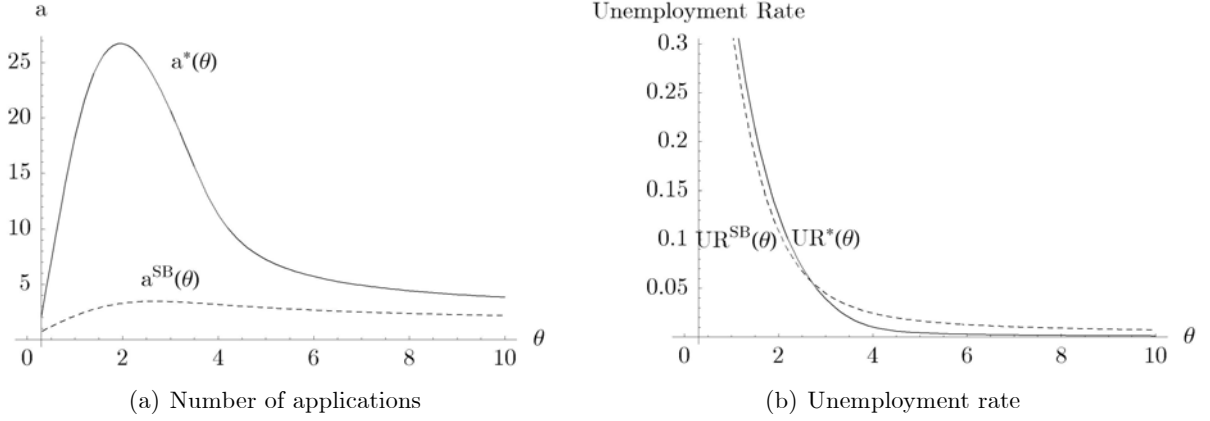 a
25
20
15
10
5
a*(θ)
a^SB(θ)
0 2 4 6 8 10 θ
(a) Number of applications
Unemployment Rate
0.3
0.25
0.2
0.15
0.1
0.05
UR^SB(θ) UR*(θ)
0 2 4 6 8 10 θ
(b) Unemployment rate